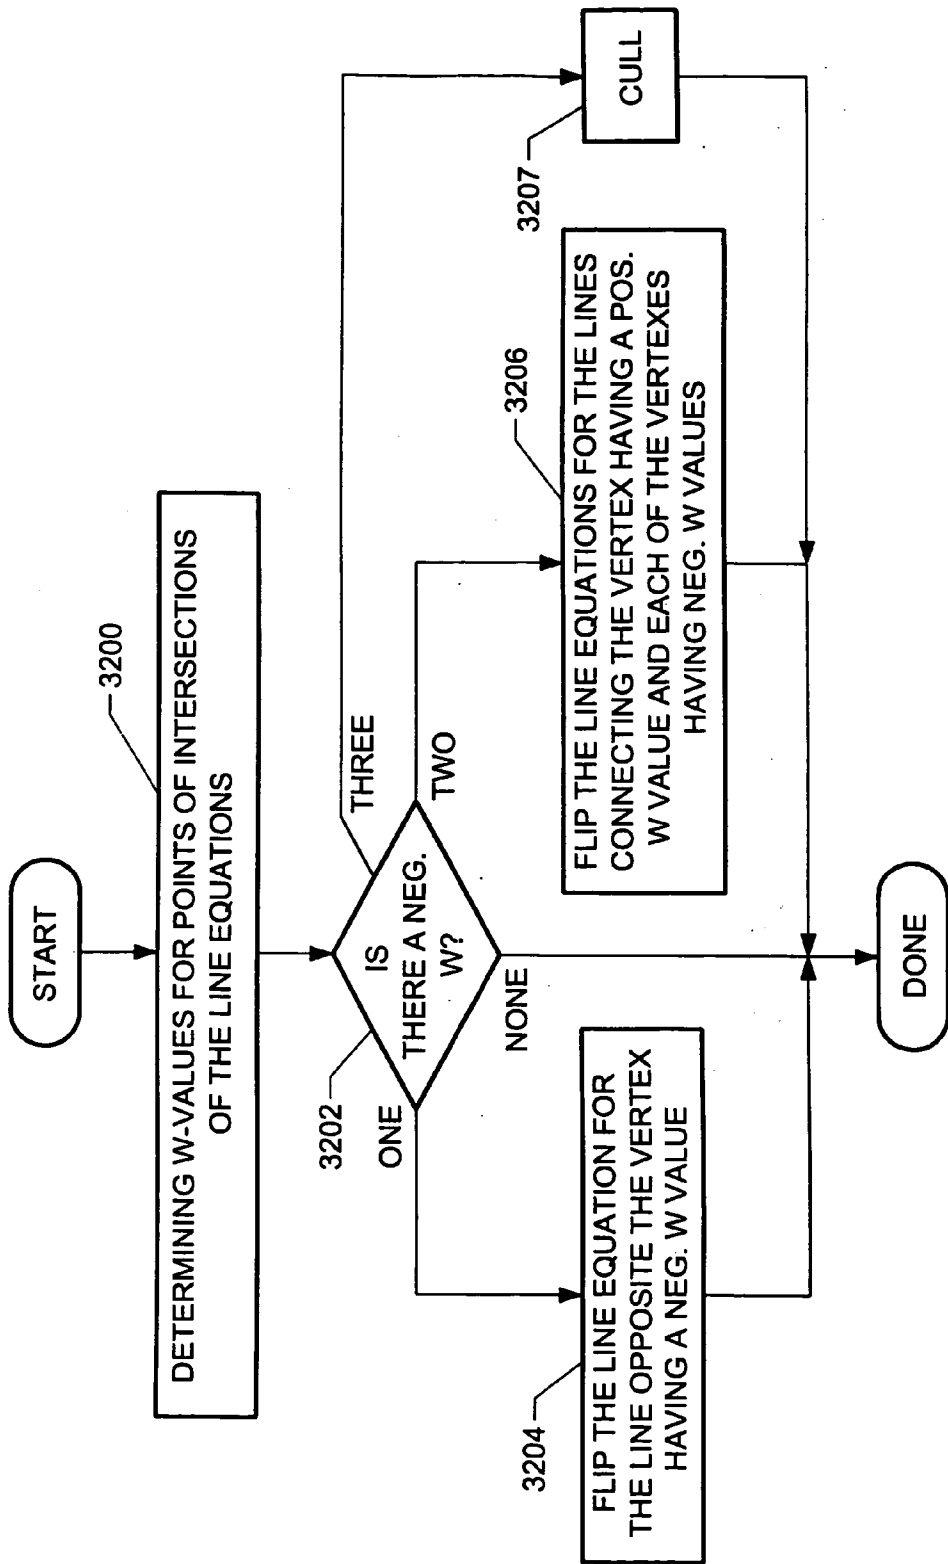 START
3200
DETERMINING W-VALUES FOR POINTS OF INTERSECTIONS
OF THE LINE EQUATIONS
3202
IS
THERE A NEG.
W?
ONE
NONE
TWO
THREE
3204
FLIP THE LINE EQUATION FOR
THE LINE OPPOSITE THE VERTEX
HAVING A NEG. W VALUE
3206
FLIP THE LINE EQUATIONS FOR THE LINES
CONNECTING THE VERTEX HAVING A POS.
W VALUE AND EACH OF THE VERTEXES
HAVING NEG. W VALUES
3207
CULL
DONE